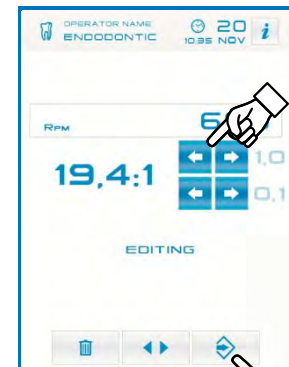 OPERATOR NAME
ENDODONTIC
20
10:35 NOV
i
RPM
19,4:1
1,0
0,1
EDITING